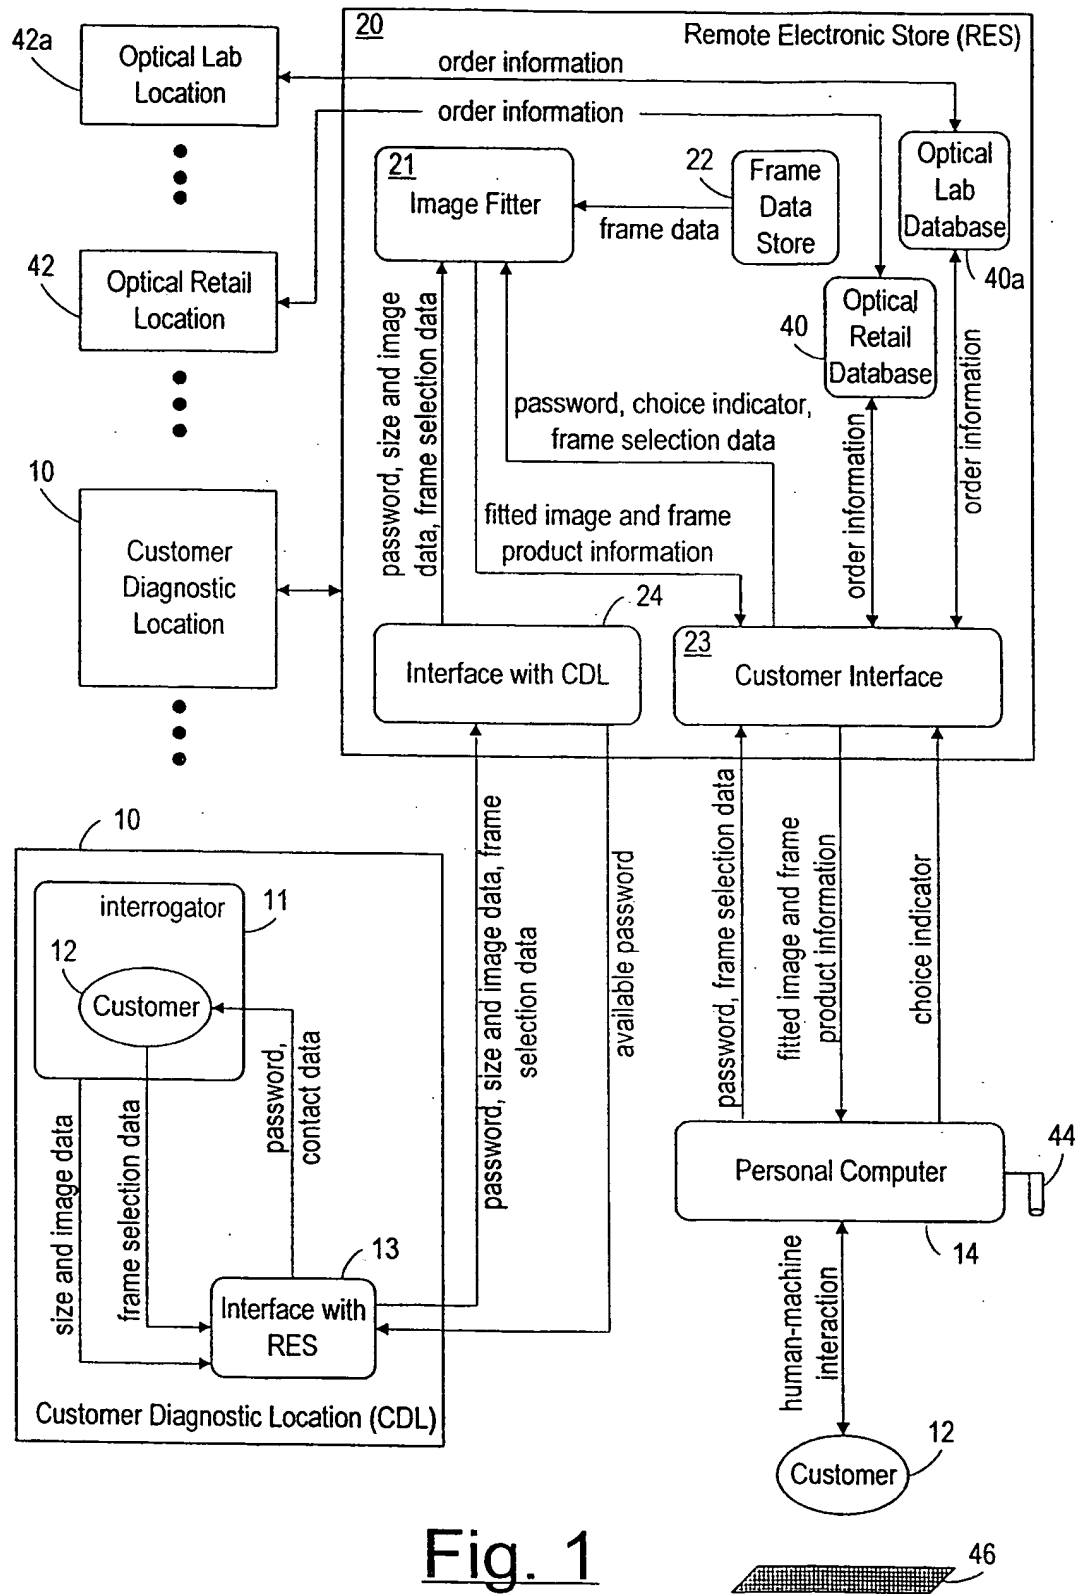 42a
Optical Lab
Location
20
Remote Electronic Store (RES)
order information
order information
21
Image Fitter
22
Frame
Data
Store
frame data
Optical
Lab
Database
40a
42
Optical Retail
Location
40
Optical
Retail
Database
password, size and image
data, frame selection data
password, choice indicator,
frame selection data
order information
order information
10
Customer
Diagnostic
Location
fitted image and frame
product information
24
Interface with CDL
23
Customer Interface
10
interrogator
11
12
Customer
password,
contact data
size and image data
frame selection data
13
Interface with
RES
Customer Diagnostic Location (CDL)
password, size and image data, frame
selection data
available password
password, frame selection data
fitted image and frame
product information
choice indicator
Personal Computer
44
14
human-machine
interaction
12
Customer
Fig. 1
46